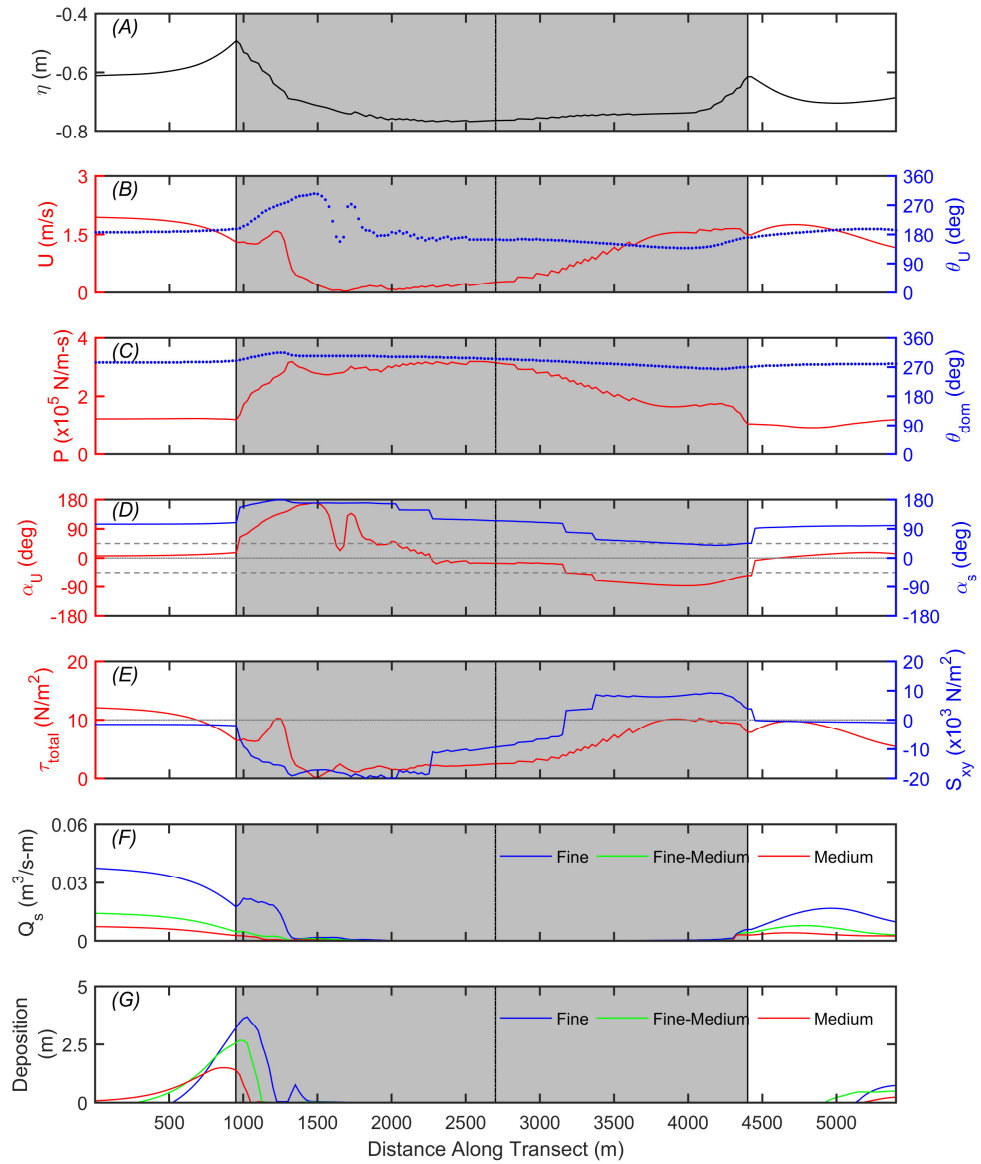 (A)
η (m)
-0.4
-0.6
-0.8
(B)
U (m/s)
3
1.5
0
360
270
180
90
0
θU (deg)
(C)
P (x10⁵ N/m-s)
4
2
0
360
270
180
90
0
θdom (deg)
(D)
αU (deg)
180
90
0
-90
-180
180
90
0
-90
-180
αs (deg)
(E)
τtotal (N/m²)
20
10
0
20
10
0
-10
-20
Sxy (x10³ N/m²)
(F)
Qs (m³/s-m)
0.06
0.03
0
Fine Fine-Medium Medium
(G)
Deposition
(m)
5
2.5
0
Fine Fine-Medium Medium
500 1000 1500 2000 2500 3000 3500 4000 4500 5000
Distance Along Transect (m)